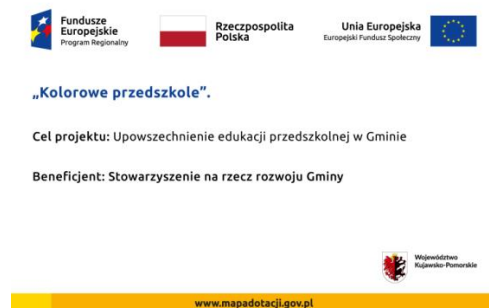 Fundusze
Europejskie
Program Regionalny
Rzeczpospolita
Polska
Unia Europejska
Europejski Fundusz Społeczny
„Kolorowe przedszkole”.
Cel projektu: Upowszechnienie edukacji przedszkolnej w Gminie
Beneficjent: Stowarzyszenie na rzecz rozwoju Gminy
Województwo
Kujawsko-Pomorskie
www.mapadotacji.gov.pl